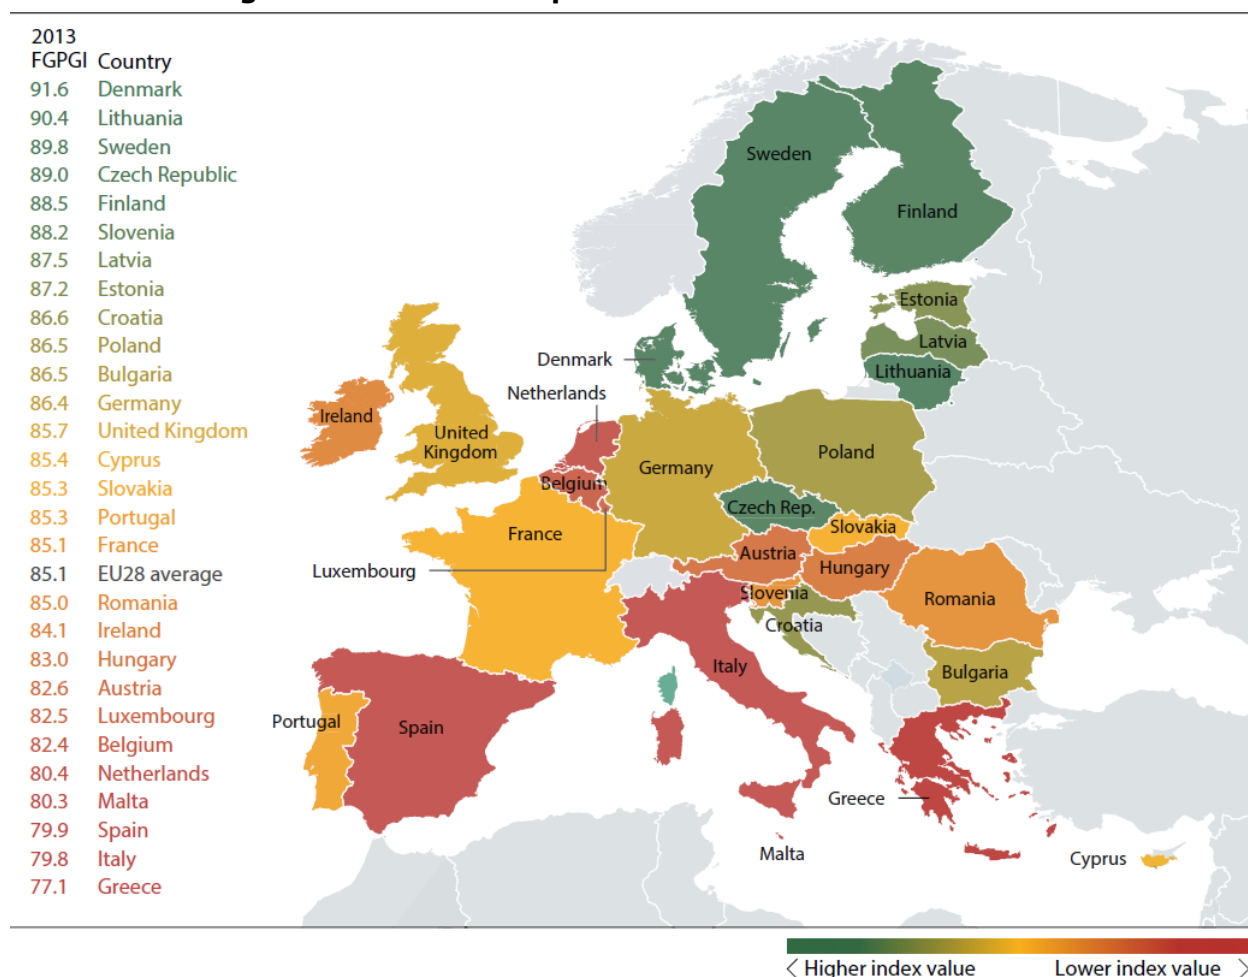 2013
FGPGI Country
91.6 Denmark
90.4 Lithuania
89.8 Sweden
89.0 Czech Republic
88.5 Finland
88.2 Slovenia
87.5 Latvia
87.2 Estonia
86.6 Croatia
86.5 Poland
86.5 Bulgaria
86.4 Germany
85.7 United Kingdom
85.4 Cyprus
85.3 Slovakia
85.3 Portugal
85.1 France
85.1 EU28 average
85.0 Romania
84.1 Ireland
83.0 Hungary
82.6 Austria
82.5 Luxembourg
82.4 Belgium
80.4 Netherlands
80.3 Malta
79.9 Spain
79.8 Italy
77.1 Greece
Sweden
Finland
Estonia
Latvia
Lithuania
Denmark
Netherlands
Ireland
United
Kingdom
Belgium
Germany
Poland
Czech Rep.
Slovakia
France
Luxembourg
Austria
Hungary
Slovenia
Romania
Croatia
Italy
Bulgaria
Portugal
Spain
Greece
Malta
Cyprus
Higher index value
Lower index value